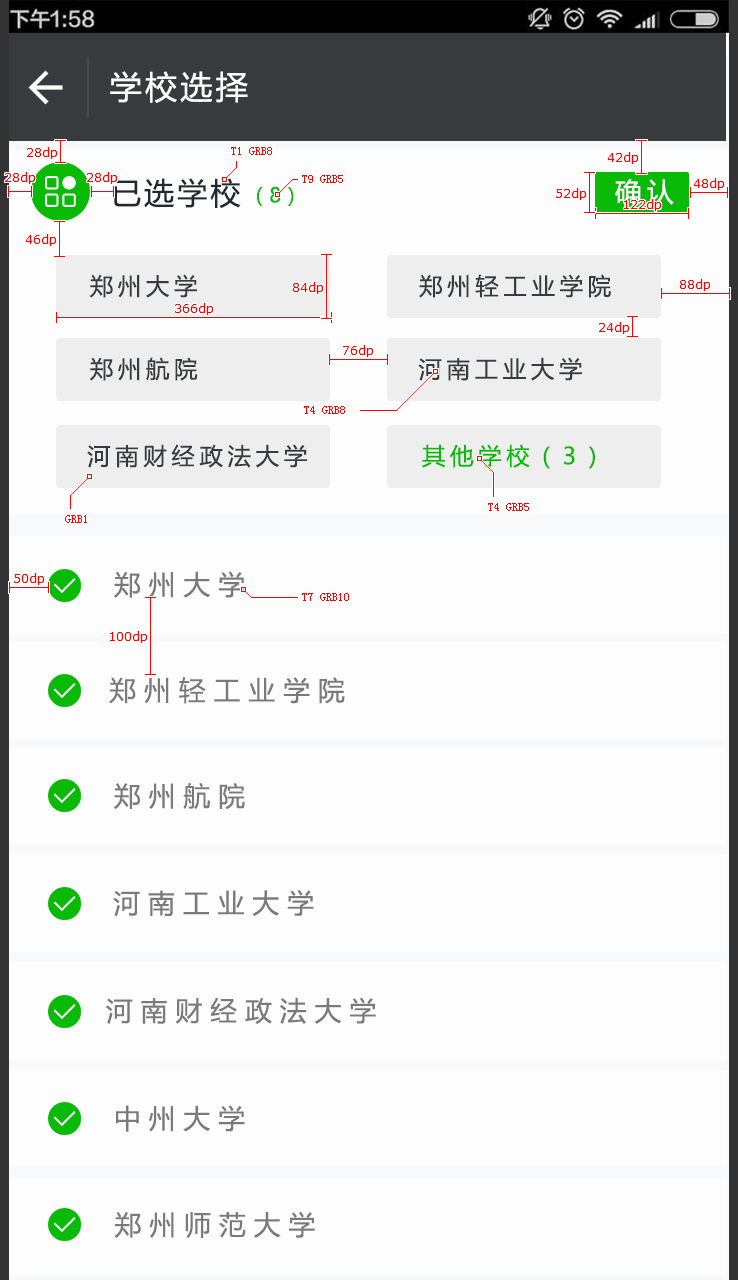 下午1:58
学校选择
28dp
T1 GRB8
42dp
28dp
28dp
已选学校（8）
T9 GRB5
52dp
确认
48dp
122dp
46dp
郑州大学
84dp
郑州轻工业学院
88dp
366dp
24dp
76dp
郑州航院
河南工业大学
T4 GRB8
河南财经政法大学
其他学校（3）
GRB1
T4 GRB5
50dp
郑州大学
T7 GRB10
100dp
郑州轻工业学院
郑州航院
河南工业大学
河南财经政法大学
中州大学
郑州师范大学